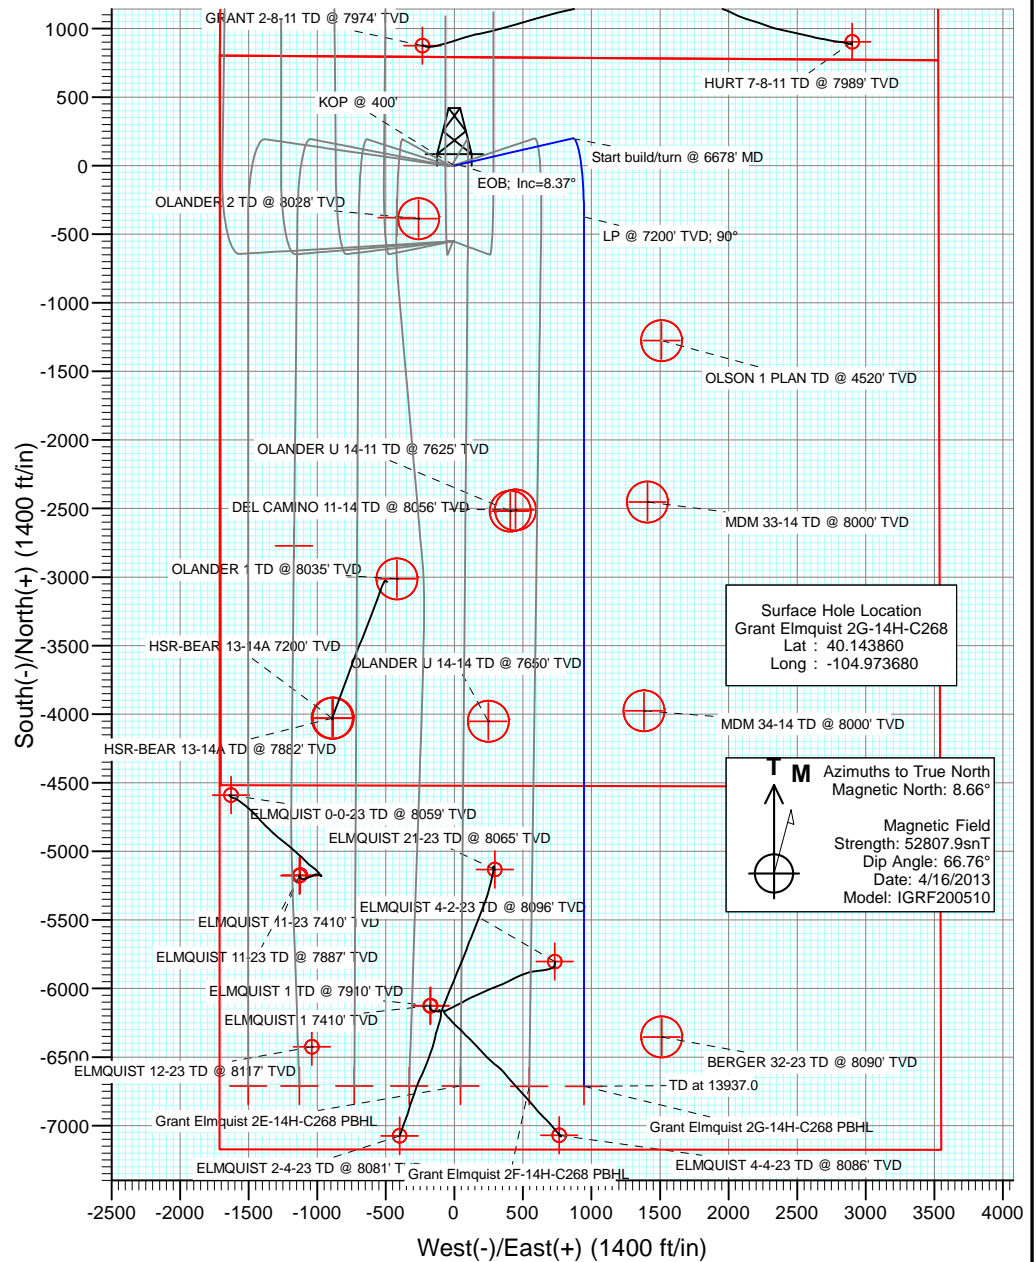 GRANT 2-8-11 TD @ 7974' TVD
HURT 7-8-11 TD @ 7989' TVD
KOP @ 400'
Start build/turn @ 6678' MD
EOB; Inc=8.37°
OLANDER 2 TD @ 8028' TVD
LP @ 7200' TVD; 90°
OLSON 1 PLAN TD @ 4520' TVD
OLANDER U 14-11 TD @ 7625' TVD
DEL CAMINO 11-14 TD @ 8056' TVD
MDM 33-14 TD @ 8000' TVD
OLANDER 1 TD @ 8035' TVD
Surface Hole Location
Grant Elmquist 2G-14H-C268
Lat : 40.143860
Long : -104.973680
HSR-BEAR 13-14A 7200' TVD
OLANDER U 14-14 TD @ 7650' TVD
MDM 34-14 TD @ 8000' TVD
HSR-BEAR 13-14A TD @ 7882' TVD
T M
Azimuths to True North
Magnetic North: 8.66°
Magnetic Field
Strength: 52807.9snT
Dip Angle: 66.76°
Date: 4/16/2013
Model: IGRF200510
ELMQUIST 0-0-23 TD @ 8059' TVD
ELMQUIST 21-23 TD @ 8065' TVD
ELMQUIST 4-2-23 TD @ 8096' TVD
ELMQUIST 11-23 7410' TVD
ELMQUIST 11-23 TD @ 7887' TVD
ELMQUIST 1 TD @ 7910' TVD
ELMQUIST 1 7410' TVD
ELMQUIST 12-23 TD @ 8117' TVD
BERGER 32-23 TD @ 8090' TVD
TD at 13937.0
Grant Elmquist 2E-14H-C268 PBHL
Grant Elmquist 2G-14H-C268 PBHL
ELMQUIST 2-4-23 TD @ 8081' T
Grant Elmquist 2F-14H-C268 PBHL
ELMQUIST 4-4-23 TD @ 8086' TVD
1000
500
0
-500
-1000
-1500
-2000
-2500
-3000
-3500
-4000
-4500
-5000
-5500
-6000
-6500
-7000
South(-)/North(+) (1400 ft/in)
-2500 -2000 -1500 -1000 -500 0 500 1000 1500 2000 2500 3000 3500 4000
West(-)/East(+) (1400 ft/in)